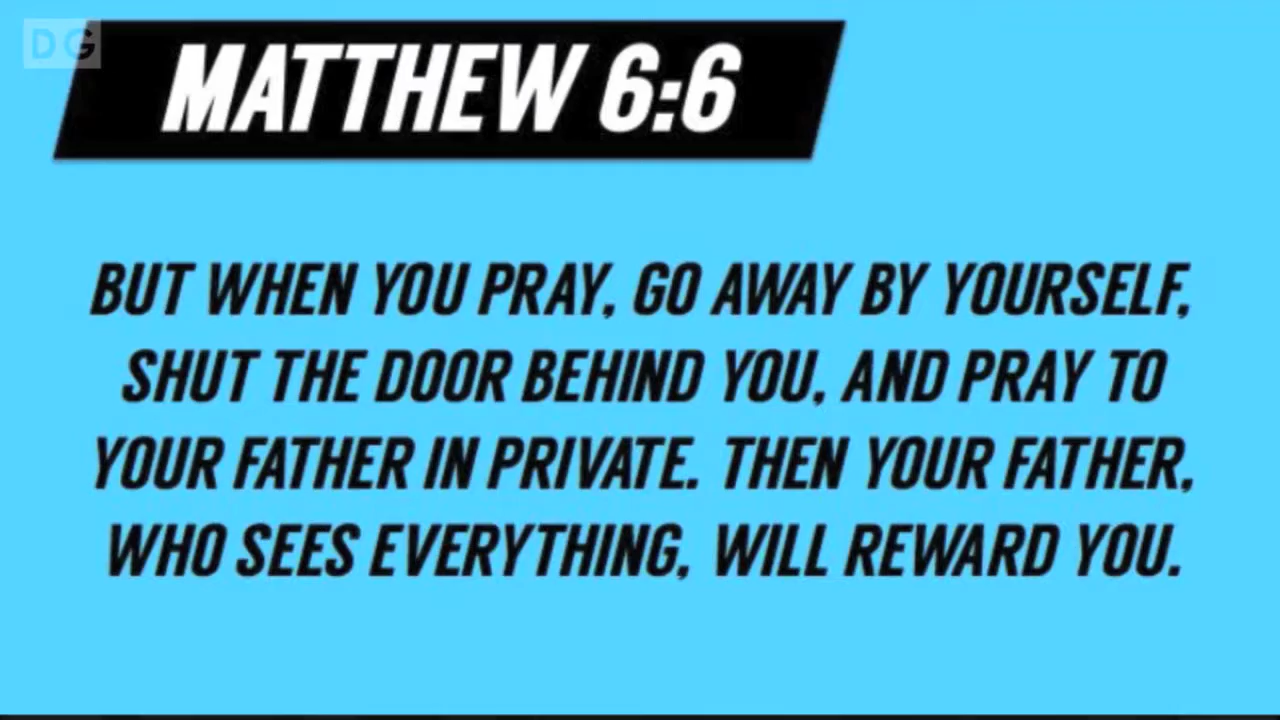 DG
MATTHEW 6:6
BUT WHEN YOU PRAY, GO AWAY BY YOURSELF,
SHUT THE DOOR BEHIND YOU, AND PRAY TO
YOUR FATHER IN PRIVATE. THEN YOUR FATHER,
WHO SEES EVERYTHING, WILL REWARD YOU.